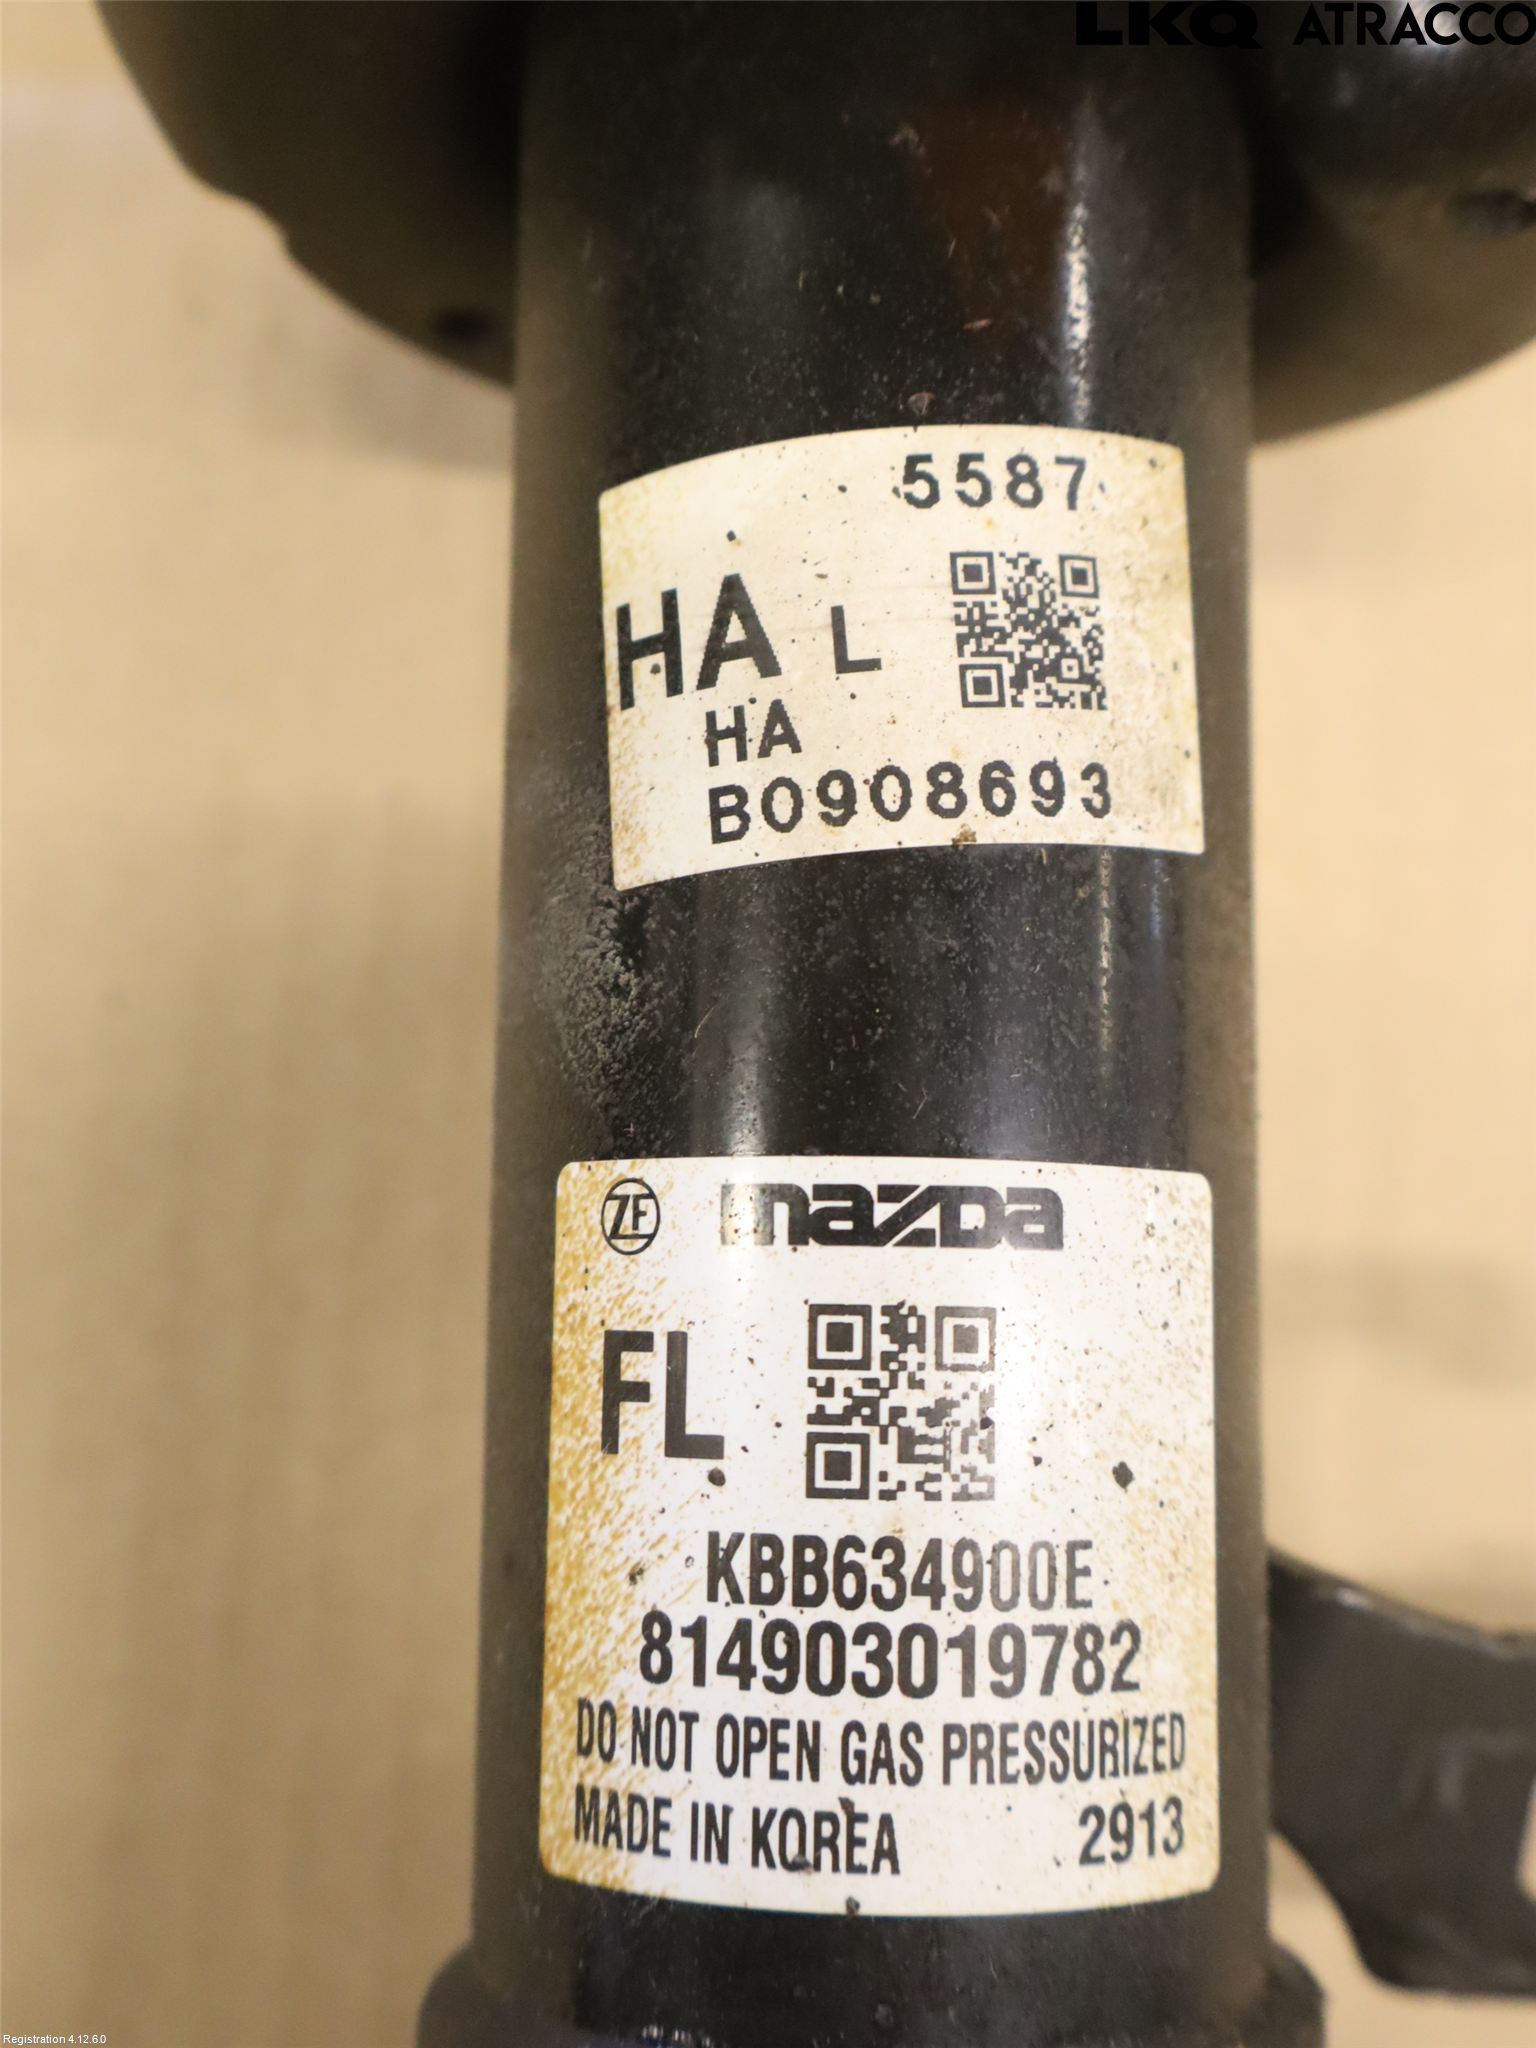 LKQ ATRACCO
5587
HA L
HA
B0908693
ZF mazda
FL
KBB634900E
814903019782
DO NOT OPEN GAS PRESSURIZED
MADE IN KOREA 2913
Registration 4.12.6.0